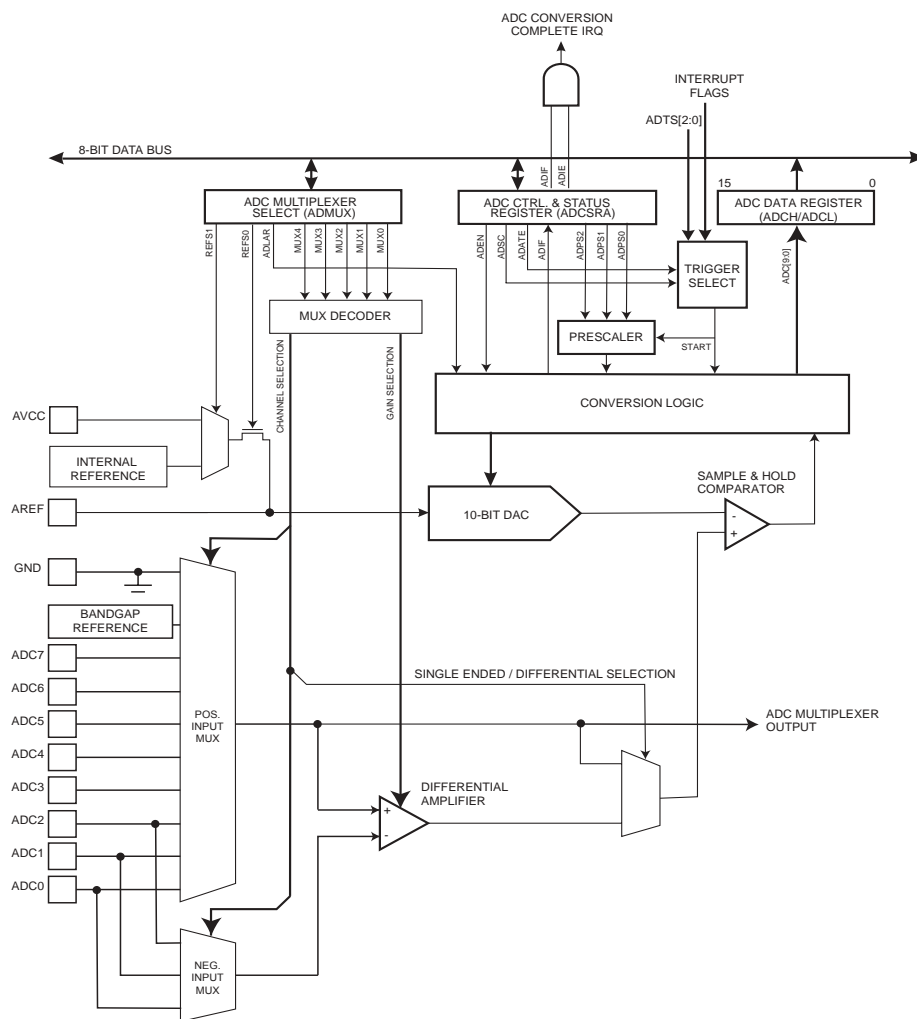 ADC CONVERSION
COMPLETE IRQ
INTERRUPT
FLAGS
ADTS[2:0]
8-BIT DATA BUS
ADIF
ADIE
15
0
ADC MULTIPLEXER
SELECT (ADMUX)
ADC CTRL. & STATUS
REGISTER (ADCSRA)
ADC DATA REGISTER
(ADCH/ADCL)
REFS1
REFS0
ADLAR
MUX4
MUX3
MUX2
MUX1
MUX0
ADEN
ADSC
ADATE
ADIF
ADPS2
ADPS1
ADPS0
ADC[9:0]
TRIGGER
SELECT
MUX DECODER
PRESCALER
START
CHANNEL SELECTION
GAIN SELECTION
CONVERSION LOGIC
AVCC
INTERNAL
REFERENCE
AREF
SAMPLE & HOLD
COMPARATOR
10-BIT DAC
-
+
GND
BANDGAP
REFERENCE
ADC7
ADC6
ADC5
ADC4
ADC3
ADC2
ADC1
ADC0
POS.
INPUT
MUX
SINGLE ENDED / DIFFERENTIAL SELECTION
ADC MULTIPLEXER
OUTPUT
DIFFERENTIAL
AMPLIFIER
+
-
NEG.
INPUT
MUX